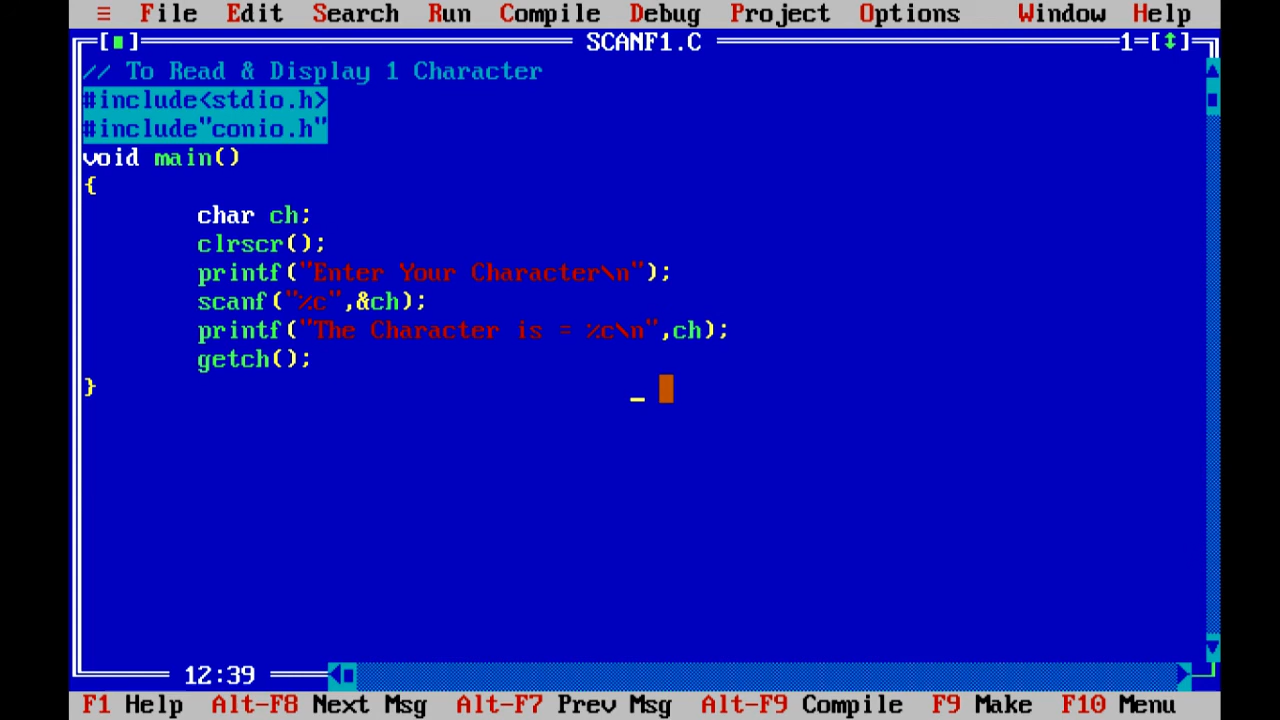 ≡ File Edit Search Run Compile Debug Project Options Window Help
[■] SCANF1.C 1=[↕]
// To Read & Display 1 Character
#include<stdio.h>
#include"conio.h"
void main()
{
char ch;
clrscr();
printf("Enter Your Character\n");
scanf("%c",&ch);
printf("The Character is = %c\n",ch);
getch();
}
12:39
F1 Help Alt-F8 Next Msg Alt-F7 Prev Msg Alt-F9 Compile F9 Make F10 Menu